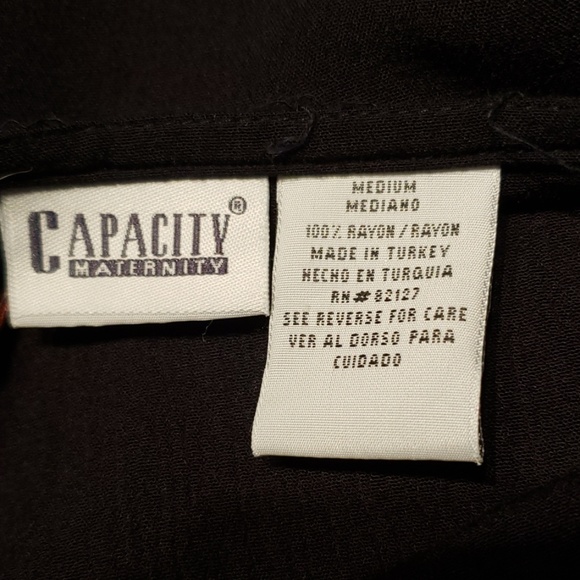 CAPACITY®
MATERNITY
MEDIUM
MEDIANO
100% RAYON / RAYON
MADE IN TURKEY
HECHO EN TURQUIA
RN# 82127
SEE REVERSE FOR CARE
VER AL DORSO PARA
CUIDADO